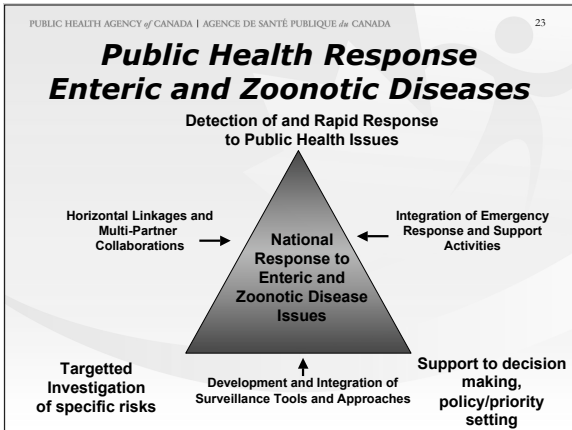 PUBLIC HEALTH AGENCY of CANADA | AGENCE DE SANTÉ PUBLIQUE du CANADA
23
Public Health Response
Enteric and Zoonotic Diseases
Detection of and Rapid Response
to Public Health Issues
Horizontal Linkages and
Multi-Partner
Collaborations
National
Response to
Enteric and
Zoonotic Disease
Issues
Integration of Emergency
Response and Support
Activities
Targetted
Investigation
of specific risks
Development and Integration of
Surveillance Tools and Approaches
Support to decision
making,
policy/priority
setting